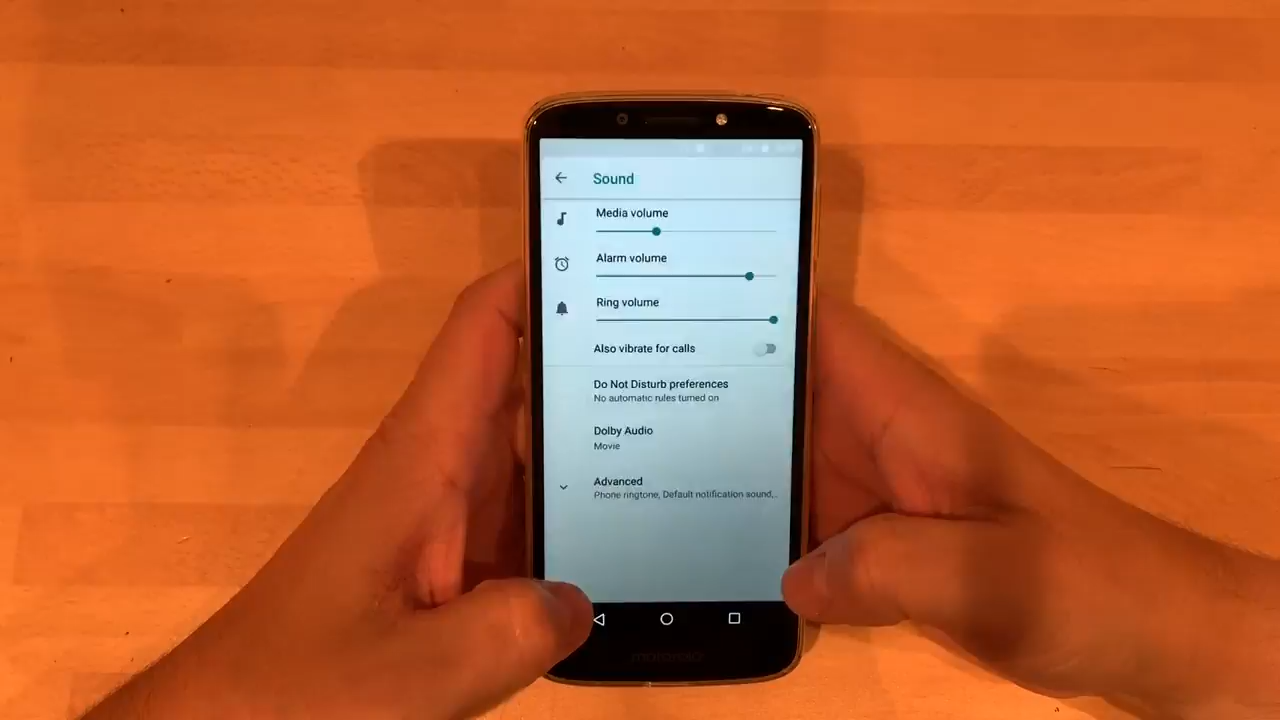 Sound
Media volume
Alarm volume
Ring volume
Also vibrate for calls
Do Not Disturb preferences
No automatic rules turned on
Dolby Audio
Movie
Advanced
Phone ringtone, Default notification sound,..
motorola